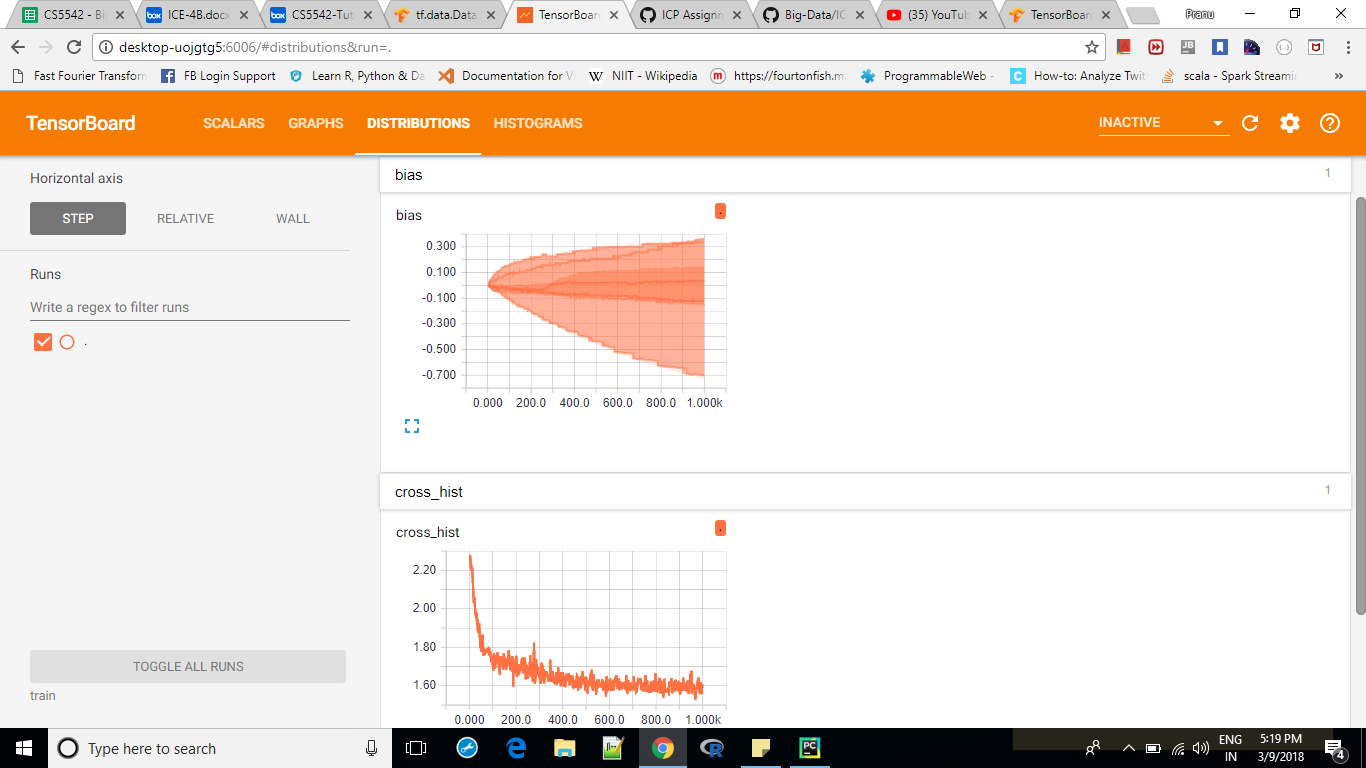 CS5542 - Bi
ICE-4B.docx
CS5542-Tut
tf.data.Data
TensorBoard
ICP Assignm
Big-Data/I
(35) YouTub
TensorBoard
Pranu
desktop-uojgtg5:6006/#distributions&run=.
Fast Fourier Transforn
FB Login Support
Learn R, Python & Da
Documentation for V
W NIIT - Wikipedia
m https://fourtonfish.ma
ProgrammableWeb -
C How-to: Analyze Twit
scala - Spark Streami
»
TensorBoard
SCALARS
GRAPHS
DISTRIBUTIONS
HISTOGRAMS
INACTIVE
Horizontal axis
STEP
RELATIVE
WALL
Runs
Write a regex to filter runs
.
TOGGLE ALL RUNS
train
bias
1
bias
.
0.300
0.100
-0.100
-0.300
-0.500
-0.700
0.000 200.0 400.0 600.0 800.0 1.000k
cross_hist
1
cross_hist
.
2.20
2.00
1.80
1.60
0.000 200.0 400.0 600.0 800.0 1.000k
Type here to search
ENG
IN
5:19 PM
3/9/2018
4